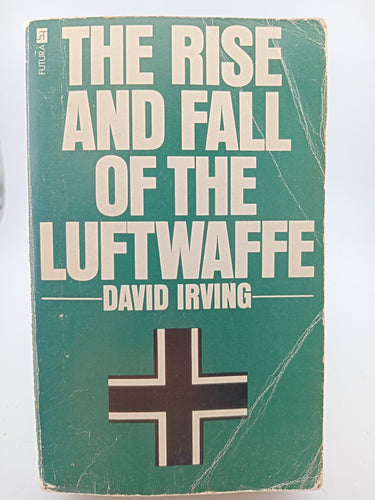 FUTURA
THE RISE
AND FALL
OF THE
LUFTWAFFE
DAVID IRVING